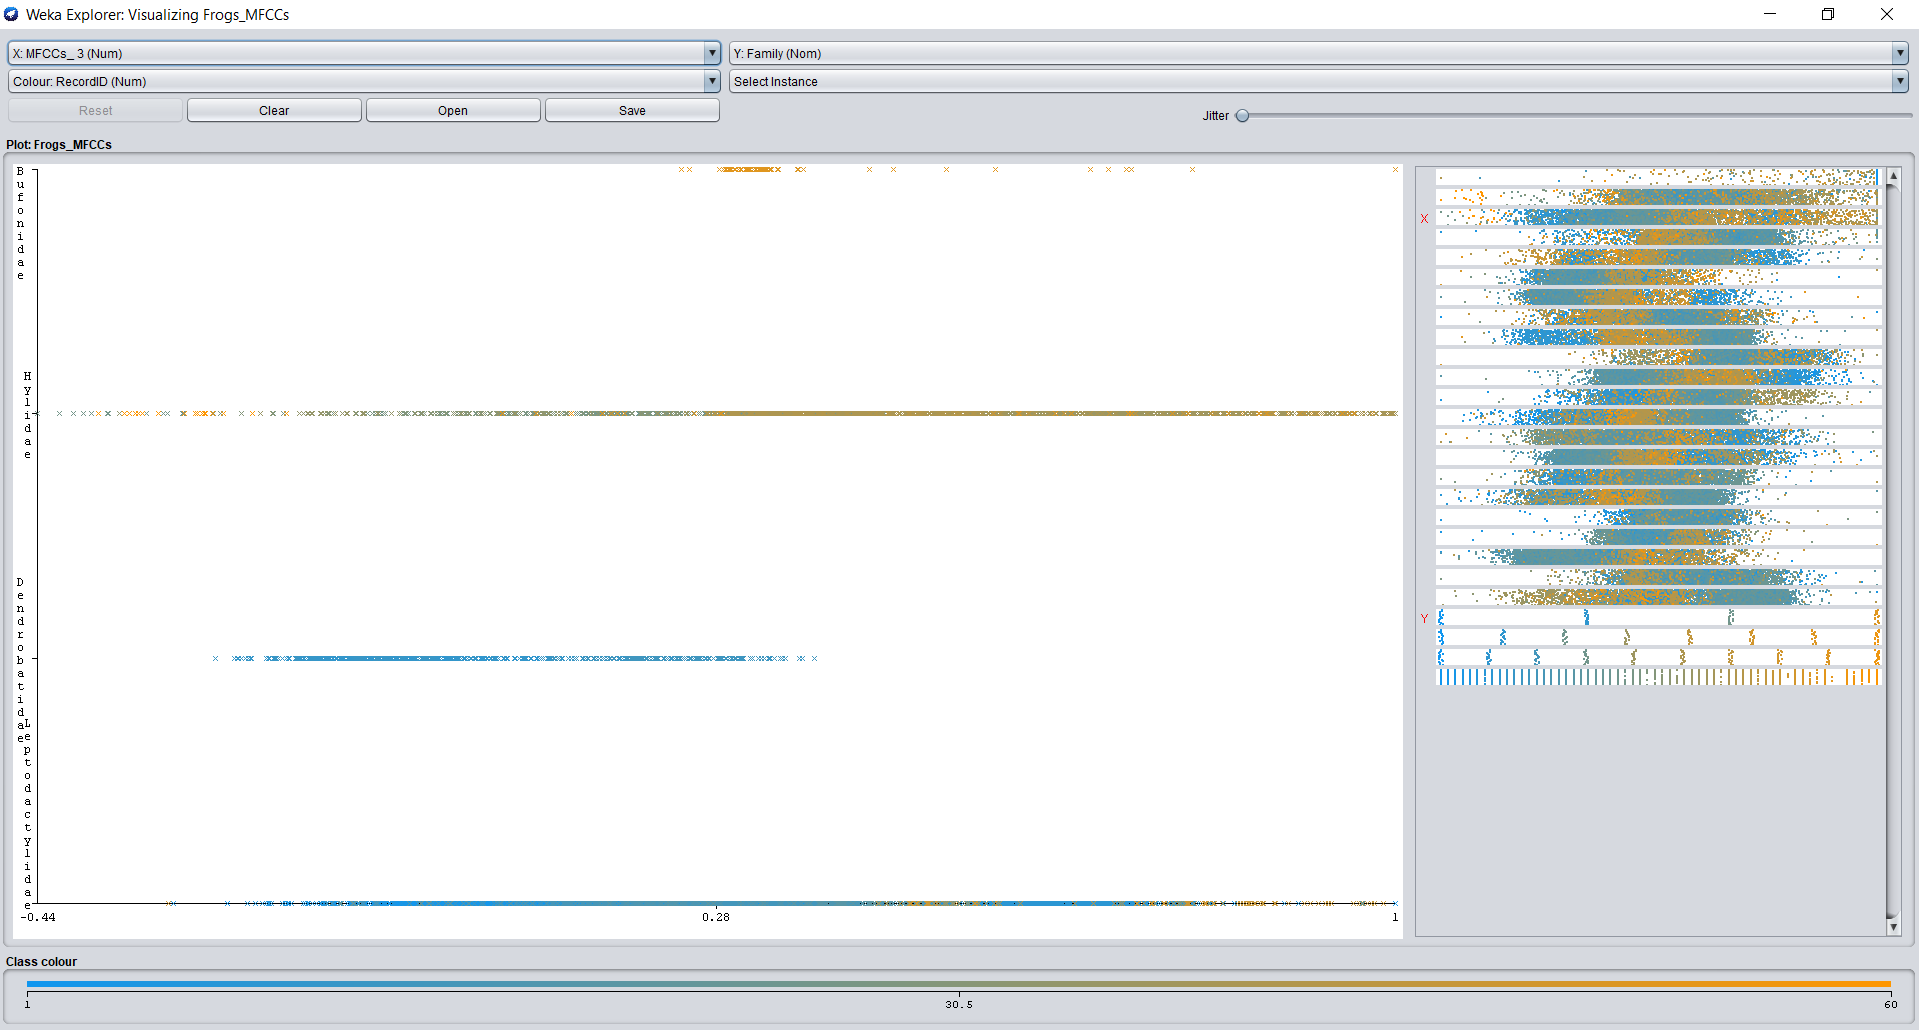 Weka Explorer: Visualizing Frogs_MFCCs
X: MFCCs_ 3 (Num)
Y: Family (Nom)
Colour: RecordID (Num)
Select Instance
Reset
Clear
Open
Save
Jitter
Plot: Frogs_MFCCs
Bufonidae
Hylidae
Dendrobatidae
Leptodactylidae
-0.44
0.28
1
X
Y
Class colour
1
30.5
60